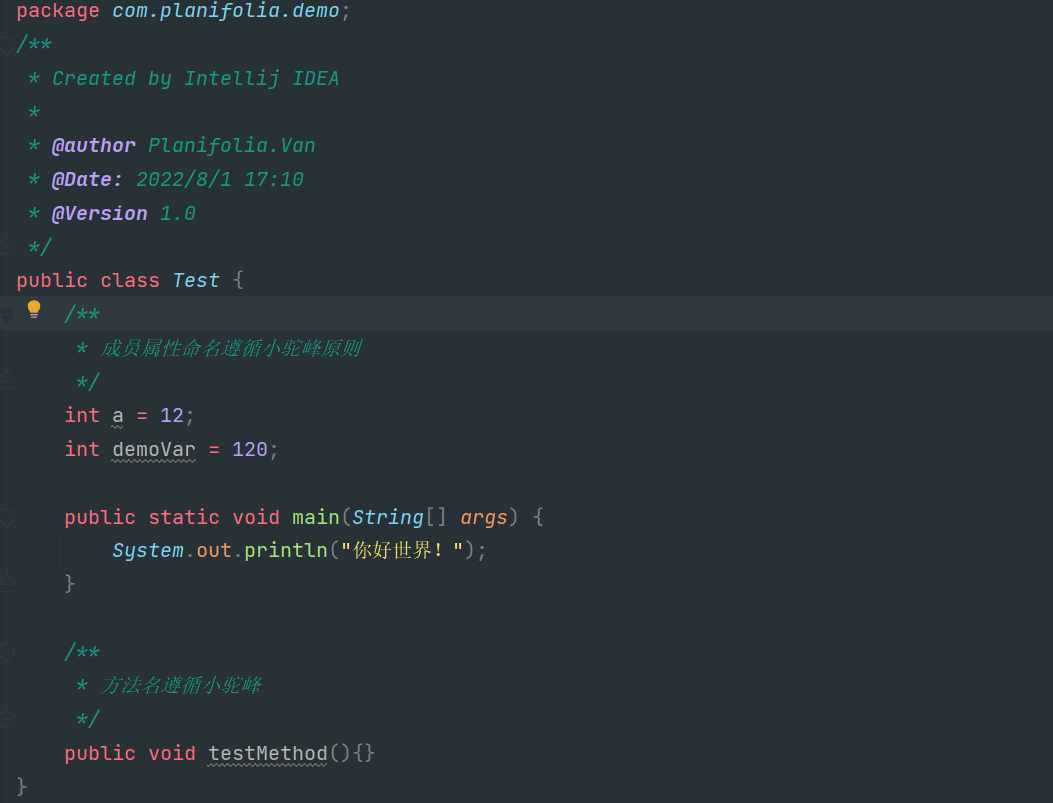 package com.planifolia.demo;
/**
 * Created by Intellij IDEA
 *
 * @author Planifolia.Van
 * @Date: 2022/8/1 17:10
 * @Version 1.0
 */
public class Test {
    /**
     * 成员属性命名遵循小驼峰原则
     */
    int a = 12;
    int demoVar = 120;
    public static void main(String[] args) {
        System.out.println("你好世界！");
    }
    /**
     * 方法名遵循小驼峰
     */
    public void testMethod(){}
}